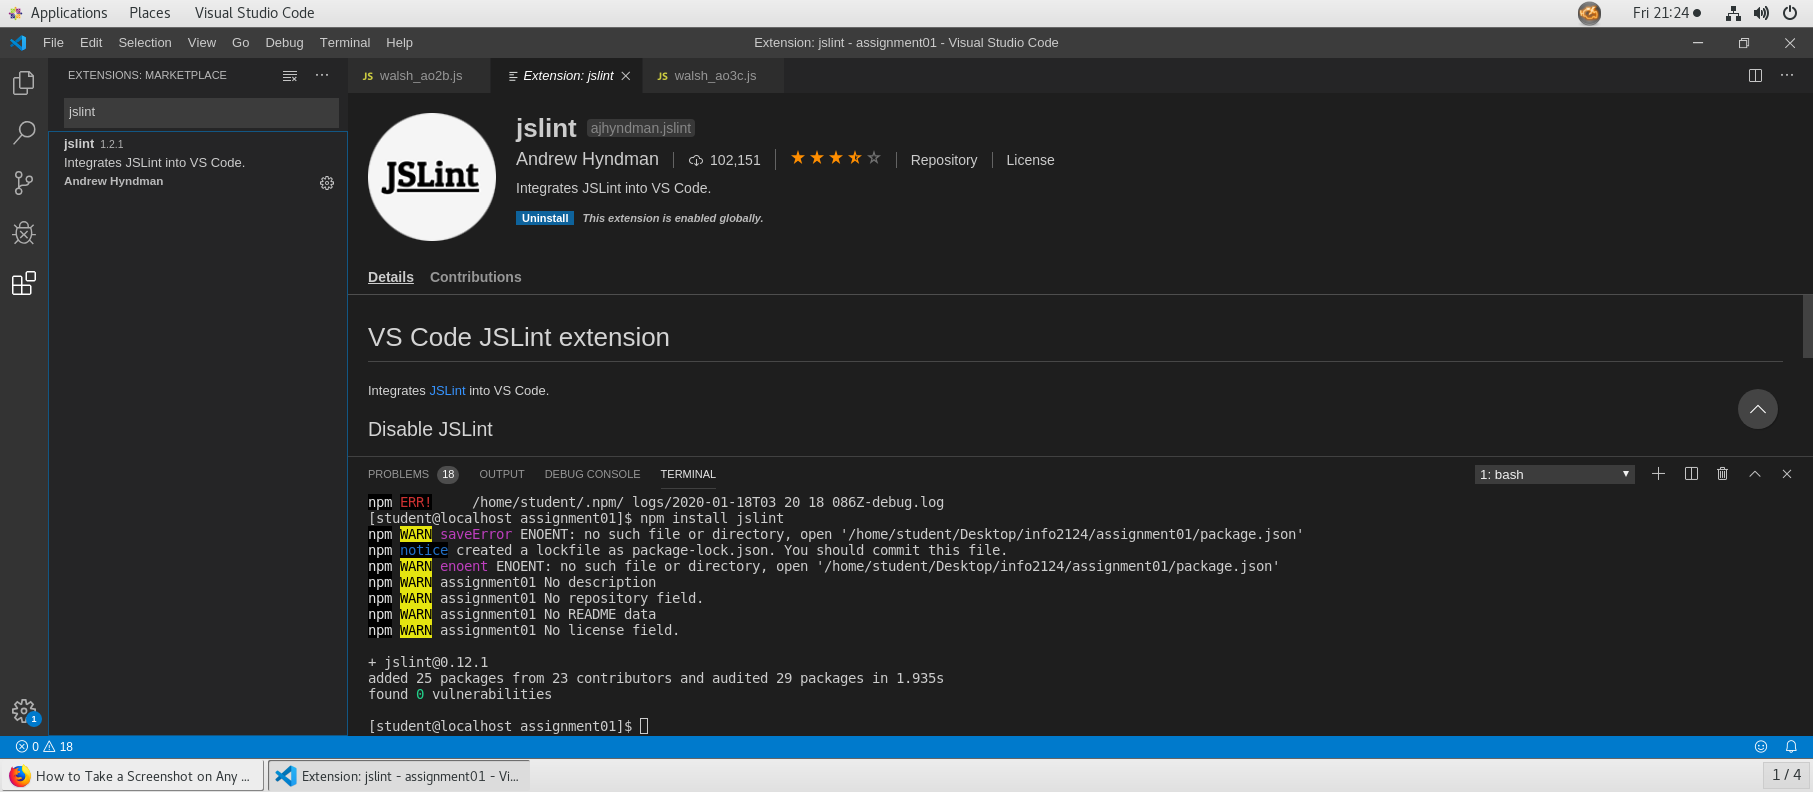 Applications Places Visual Studio Code Fri 21:24
File Edit Selection View Go Debug Terminal Help Extension: jslint - assignment01 - Visual Studio Code
EXTENSIONS: MARKETPLACE
jslint
jslint 1.2.1
Integrates JSLint into VS Code.
Andrew Hyndman
JS walsh_ao2b.js Extension: jslint JS walsh_ao3c.js
JSLint
jslint ajhyndman.jslint
Andrew Hyndman 102,151 Repository License
Integrates JSLint into VS Code.
Uninstall This extension is enabled globally.
Details Contributions
VS Code JSLint extension
Integrates JSLint into VS Code.
Disable JSLint
PROBLEMS 18 OUTPUT DEBUG CONSOLE TERMINAL 1: bash
npm ERR! /home/student/.npm/ logs/2020-01-18T03 20 18 086Z-debug.log
[student@localhost assignment01]$ npm install jslint
npm WARN saveError ENOENT: no such file or directory, open '/home/student/Desktop/info2124/assignment01/package.json'
npm notice created a lockfile as package-lock.json. You should commit this file.
npm WARN enoent ENOENT: no such file or directory, open '/home/student/Desktop/info2124/assignment01/package.json'
npm WARN assignment01 No description
npm WARN assignment01 No repository field.
npm WARN assignment01 No README data
npm WARN assignment01 No license field.
+ jslint@0.12.1
added 25 packages from 23 contributors and audited 29 packages in 1.935s
found 0 vulnerabilities
[student@localhost assignment01]$
1
0 18
How to Take a Screenshot on Any ... Extension: jslint - assignment01 - Vi... 1 / 4